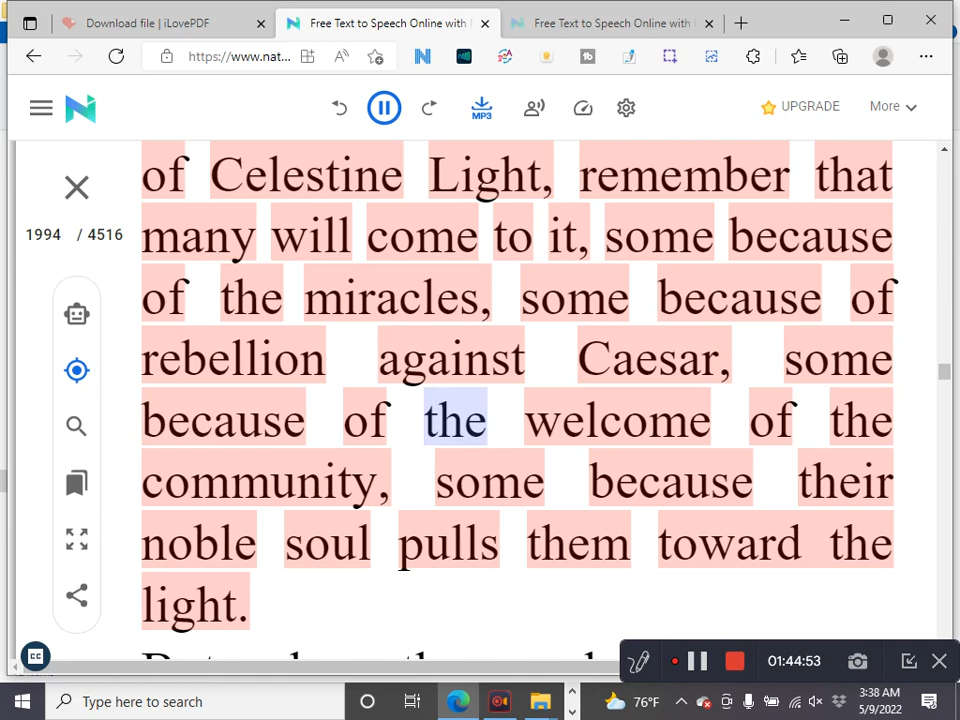 Download file | iLovePDF
Free Text to Speech Online with
Free Text to Speech Online with
https://www.nat...
MP3
UPGRADE
More
1994 / 4516
of Celestine Light, remember that
many will come to it, some because
of the miracles, some because of
rebellion against Caesar, some
because of the welcome of the
community, some because their
noble soul pulls them toward the
light.
CC
01:44:53
Type here to search
76°F
3:38 AM
5/9/2022